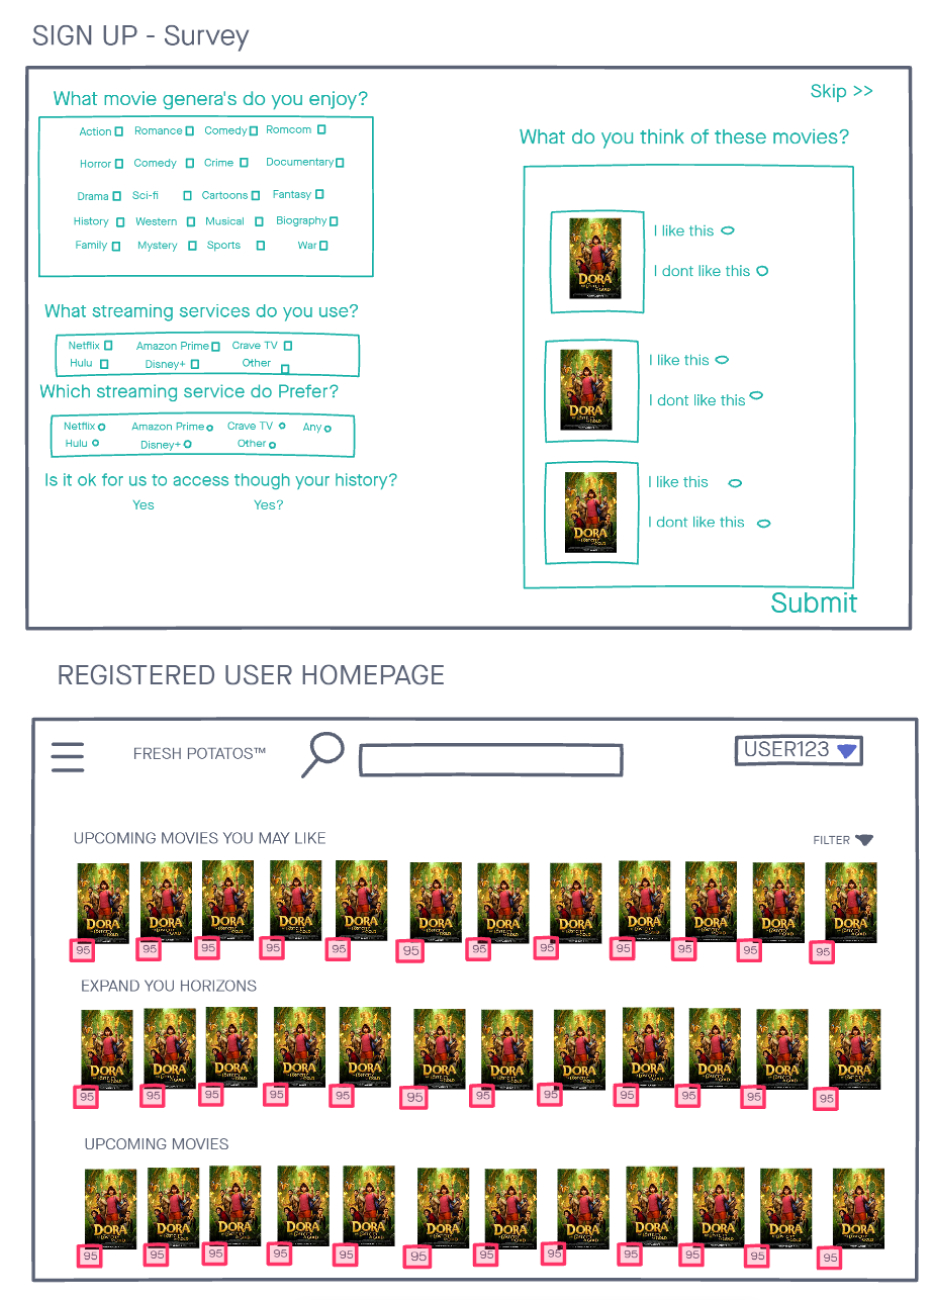 SIGN UP - Survey
Skip >>
What movie genera's do you enjoy?
Action Romance Comedy Romcom
Horror Comedy Crime Documentary
Drama Sci-fi Cartoons Fantasy
History Western Musical Biography
Family Mystery Sports War
What streaming services do you use?
Netflix Amazon Prime Crave TV
Hulu Disney+ Other
Which streaming service do Prefer?
Netflix Amazon Prime Crave TV Any
Hulu Disney+ Other
Is it ok for us to access though your history?
Yes Yes?
What do you think of these movies?
DORA
I like this
I dont like this
DORA
I like this
I dont like this
DORA
I like this
I dont like this
Submit
REGISTERED USER HOMEPAGE
FRESH POTATOS™ USER123
UPCOMING MOVIES YOU MAY LIKE FILTER
DORA DORA DORA DORA DORA DORA DORA DORA DORA DORA DORA DORA
95 95 95 95 95 95 95 95 95 95 95 95
EXPAND YOU HORIZONS
DORA DORA DORA DORA DORA DORA DORA DORA DORA DORA DORA DORA
95 95 95 95 95 95 95 95 95 95 95 95
UPCOMING MOVIES
DORA DORA DORA DORA DORA DORA DORA DORA DORA DORA DORA DORA
95 95 95 95 95 95 95 95 95 95 95 95